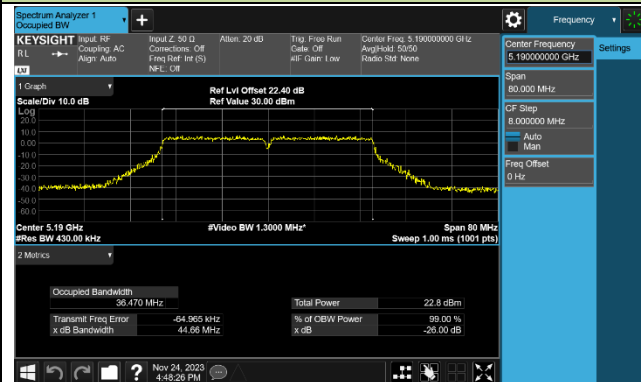 Spectrum Analyzer 1
Occupied BW
Frequency
KEYSIGHT
RL
LXI
Input: RF
Coupling: AC
Align: Auto
Input Z: 50 Ω
Corrections: Off
Freq Ref: Int (S)
NFE: Off
Atten: 20 dB
Trig: Free Run
Gate: Off
#IF Gain: Low
Center Freq: 5.190000000 GHz
Avg|Hold: 50/50
Radio Std: None
Center Frequency
5.190000000 GHz
Settings
Span
80.000 MHz
CF Step
8.000000 MHz
Auto
Man
Freq Offset
0 Hz
1 Graph
Scale/Div 10.0 dB
Ref Lvl Offset 22.40 dB
Ref Value 30.00 dBm
Log
20.0
10.0
0.00
-10.0
-20.0
-30.0
-40.0
-50.0
-60.0
Center 5.19 GHz
#Video BW 1.3000 MHz*
Span 80 MHz
#Res BW 430.00 kHz
Sweep 1.00 ms (1001 pts)
2 Metrics
Occupied Bandwidth
36.470 MHz
Total Power 22.8 dBm
Transmit Freq Error -64.965 kHz
% of OBW Power 99.00 %
x dB Bandwidth 44.66 MHz
x dB -26.00 dB
Nov 24, 2023
4:48:26 PM